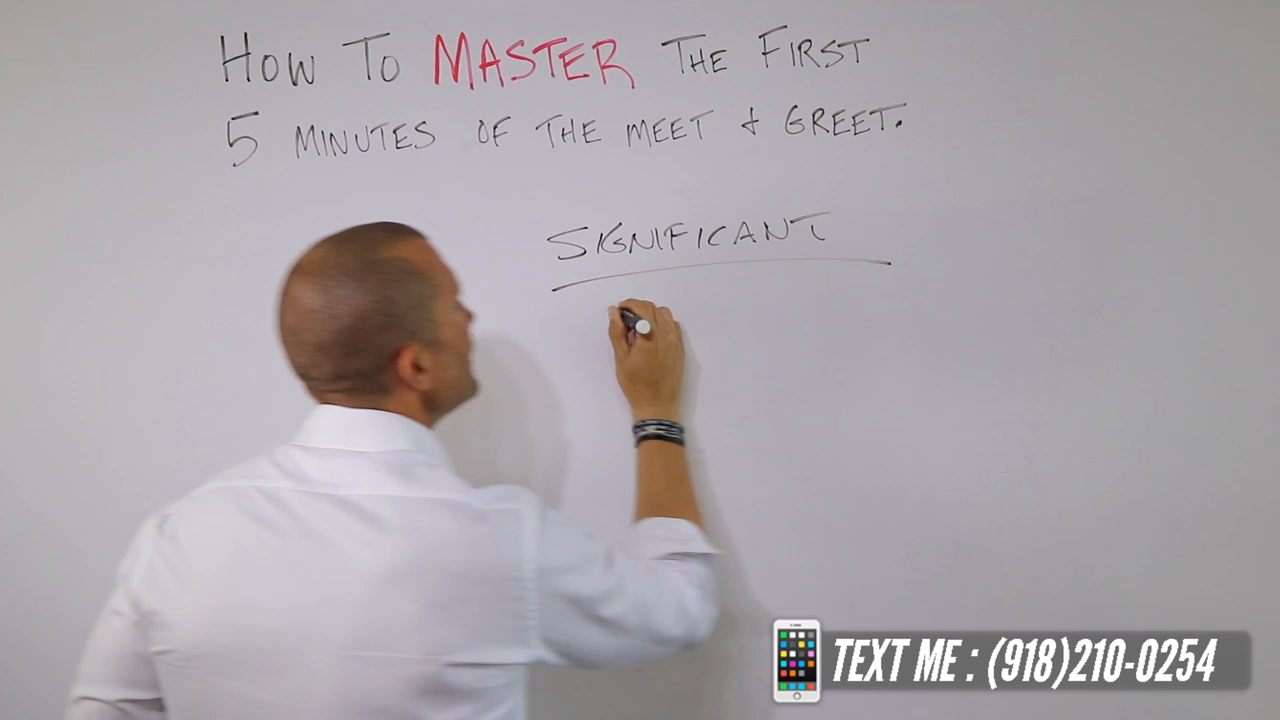 How To MASTER THE FIRST
5 MINUTES OF THE MEET + GREET.
SIGNIFICANT
TEXT ME : (918)210-0254